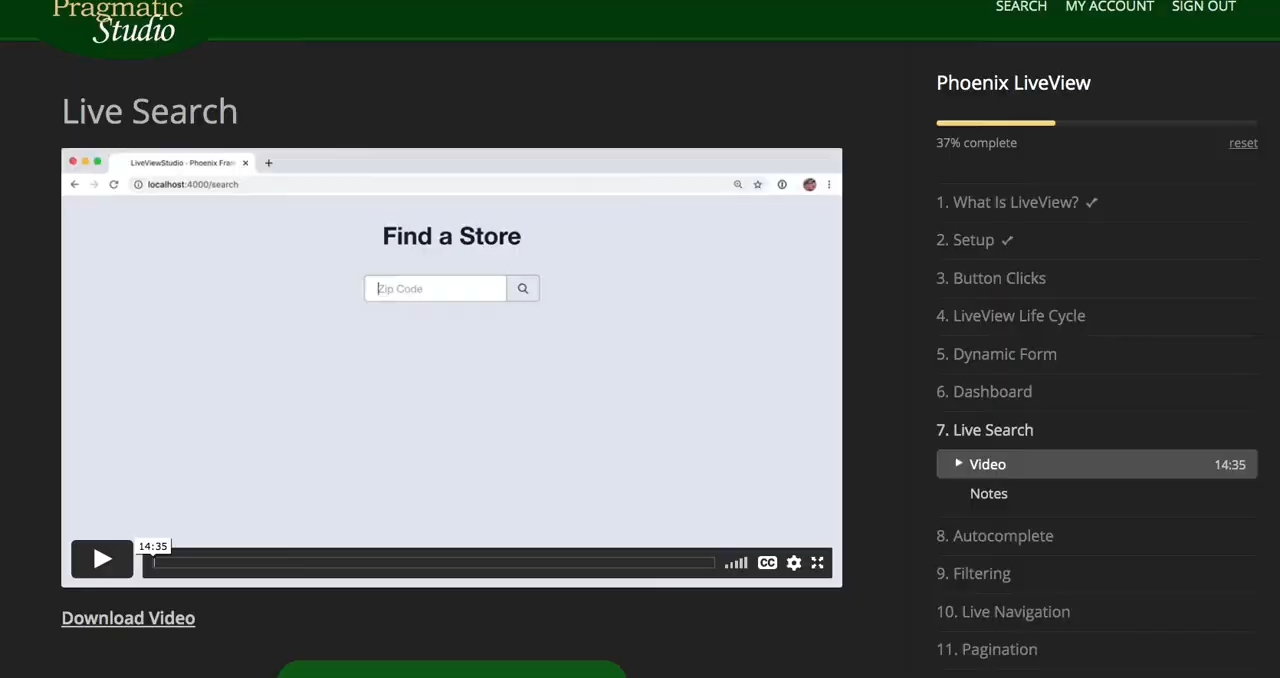 Pragmatic
Studio
SEARCH MY ACCOUNT SIGN OUT
Live Search
LiveViewStudio · Phoenix Fram
localhost:4000/search
Find a Store
Zip Code
14:35
CC
Download Video
Phoenix LiveView
37% complete
reset
1. What Is LiveView?
2. Setup
3. Button Clicks
4. LiveView Life Cycle
5. Dynamic Form
6. Dashboard
7. Live Search
Video 14:35
Notes
8. Autocomplete
9. Filtering
10. Live Navigation
11. Pagination